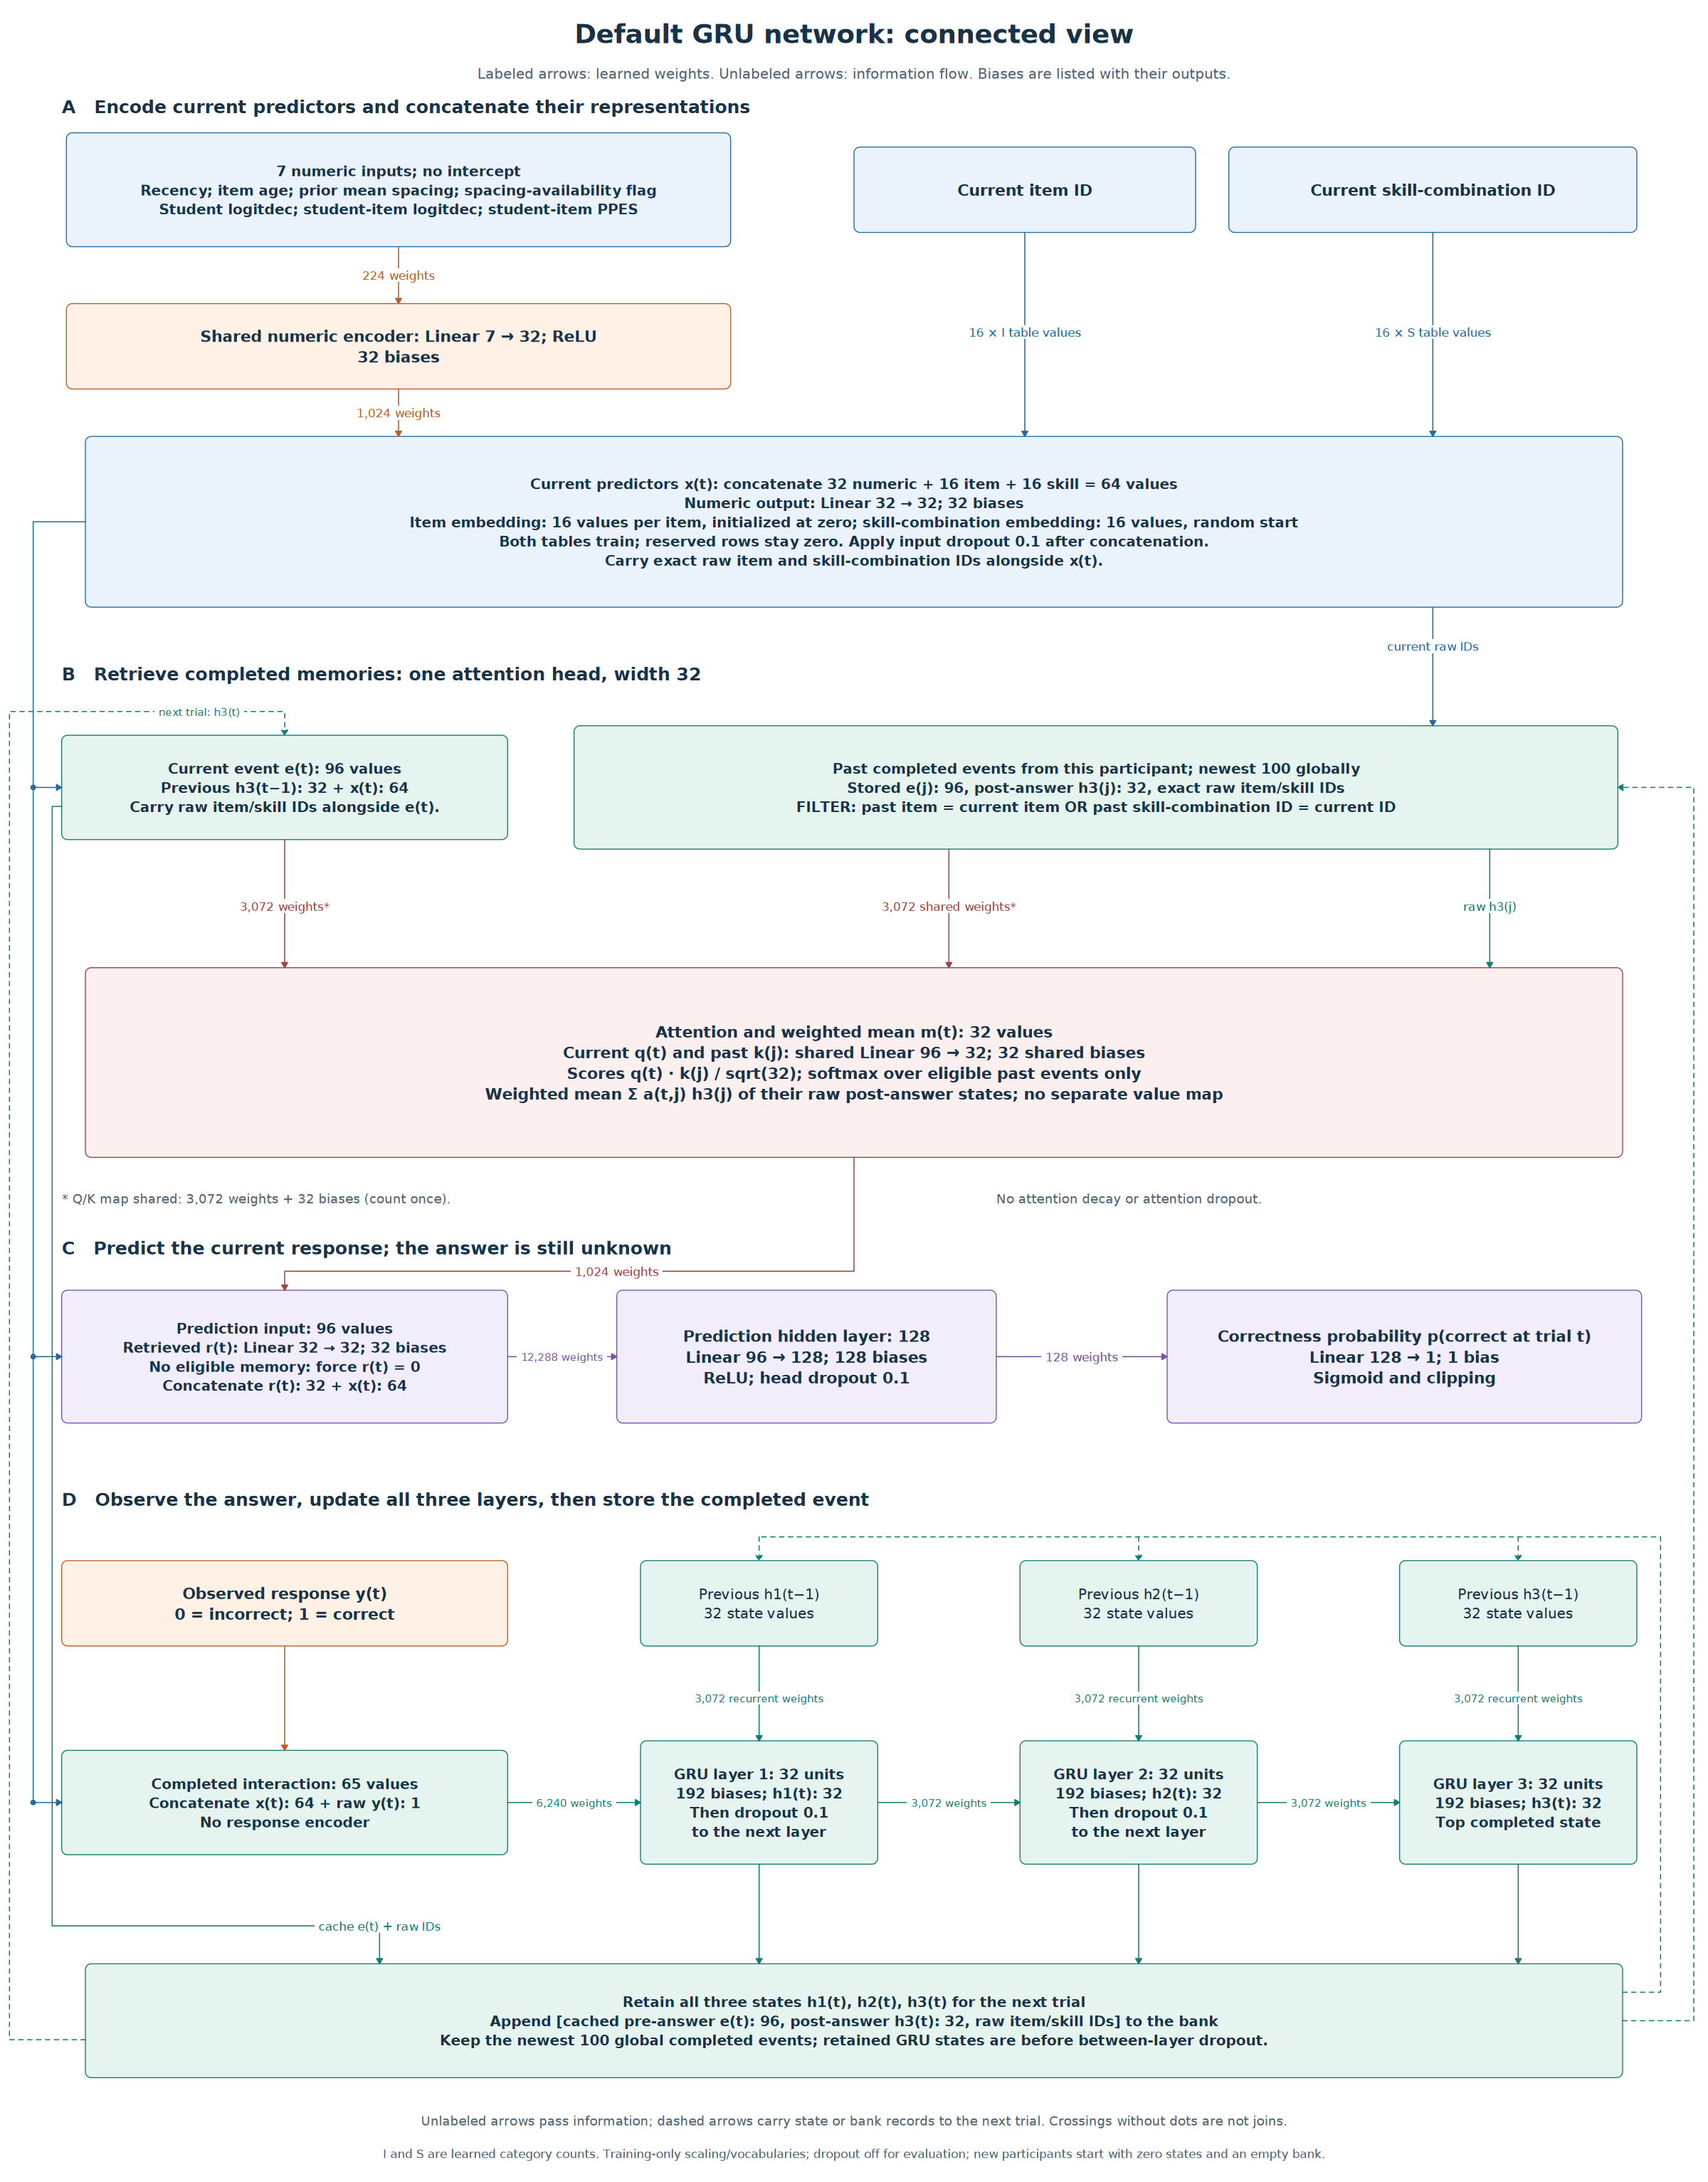 Default GRU network: connected view
Labeled arrows: learned weights. Unlabeled arrows: information flow. Biases are listed with their outputs.
A Encode current predictors and concatenate their representations
7 numeric inputs; no intercept
Recency; item age; prior mean spacing; spacing-availability flag
Student logitdec; student-item logitdec; student-item PPES
Current item ID
Current skill-combination ID
224 weights
Shared numeric encoder: Linear 7 → 32; ReLU
32 biases
16 × I table values
16 × S table values
1,024 weights
Current predictors x(t): concatenate 32 numeric + 16 item + 16 skill = 64 values
Numeric output: Linear 32 → 32; 32 biases
Item embedding: 16 values per item, initialized at zero; skill-combination embedding: 16 values, random start
Both tables train; reserved rows stay zero. Apply input dropout 0.1 after concatenation.
Carry exact raw item and skill-combination IDs alongside x(t).
current raw IDs
B Retrieve completed memories: one attention head, width 32
next trial: h3(t)
Current event e(t): 96 values
Previous h3(t−1): 32 + x(t): 64
Carry raw item/skill IDs alongside e(t).
Past completed events from this participant; newest 100 globally
Stored e(j): 96, post-answer h3(j): 32, exact raw item/skill IDs
FILTER: past item = current item OR past skill-combination ID = current ID
3,072 weights*
3,072 shared weights*
raw h3(j)
Attention and weighted mean m(t): 32 values
Current q(t) and past k(j): shared Linear 96 → 32; 32 shared biases
Scores q(t) · k(j) / sqrt(32); softmax over eligible past events only
Weighted mean Σ a(t,j) h3(j) of their raw post-answer states; no separate value map
* Q/K map shared: 3,072 weights + 32 biases (count once).
No attention decay or attention dropout.
C Predict the current response; the answer is still unknown
1,024 weights
Prediction input: 96 values
Retrieved r(t): Linear 32 → 32; 32 biases
No eligible memory: force r(t) = 0
Concatenate r(t): 32 + x(t): 64
12,288 weights
Prediction hidden layer: 128
Linear 96 → 128; 128 biases
ReLU; head dropout 0.1
128 weights
Correctness probability p(correct at trial t)
Linear 128 → 1; 1 bias
Sigmoid and clipping
D Observe the answer, update all three layers, then store the completed event
Observed response y(t)
0 = incorrect; 1 = correct
Previous h1(t−1)
32 state values
Previous h2(t−1)
32 state values
Previous h3(t−1)
32 state values
3,072 recurrent weights
3,072 recurrent weights
3,072 recurrent weights
Completed interaction: 65 values
Concatenate x(t): 64 + raw y(t): 1
No response encoder
6,240 weights
GRU layer 1: 32 units
192 biases; h1(t): 32
Then dropout 0.1
to the next layer
3,072 weights
GRU layer 2: 32 units
192 biases; h2(t): 32
Then dropout 0.1
to the next layer
3,072 weights
GRU layer 3: 32 units
192 biases; h3(t): 32
Top completed state
cache e(t) + raw IDs
Retain all three states h1(t), h2(t), h3(t) for the next trial
Append [cached pre-answer e(t): 96, post-answer h3(t): 32, raw item/skill IDs] to the bank
Keep the newest 100 global completed events; retained GRU states are before between-layer dropout.
Unlabeled arrows pass information; dashed arrows carry state or bank records to the next trial. Crossings without dots are not joins.
I and S are learned category counts. Training-only scaling/vocabularies; dropout off for evaluation; new participants start with zero states and an empty bank.